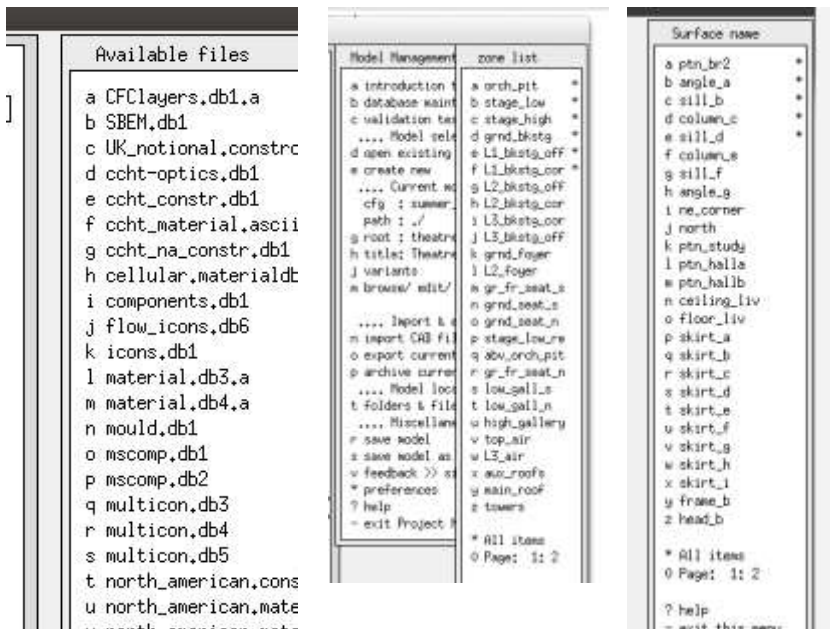 Available files
a CFClayers.db1.a
b SBEM.db1
c UK_notional.constrc
d ccht-optics.db1
e ccht_constr.db1
f ccht_material.ascii
g ccht_na_constr.db1
h cellular.materialdb
i components.db1
j flow_icons.db6
k icons.db1
l material.db3.a
m material.db4.a
n mould.db1
o mscomp.db1
p mscomp.db2
q multicon.db3
r multicon.db4
s multicon.db5
t north_american.cons
u north_american.mate
Model Management
a introduction t
b database maint
c validation tes
.... Model sele
d open existing
e create new
.... Current mo
cfg : summer_
path : ./
g root : theatre
h title: Theatre
j variants
m browse/ edit/
.... Import & e
n import CAD fil
o export current
p archive curren
.... Model loca
t folders & file
.... Miscellane
r save model
s save model as
v feedback >> si
* preferences
? help
- exit Project M
zone list
a orch_pit *
b stage_low *
c stage_high *
d grnd_bkstg *
e L1_bkstg_off *
f L1_bkstg_cor *
g L2_bkstg_off
h L2_bkstg_cor
i L3_bkstg_cor
j L3_bkstg_off
k grnd_foyer
l L2_foyer
m gr_fr_seat_s
n grnd_seat_s
o grnd_seat_n
p stage_low_re
q abv_orch_pit
r gr_fr_seat_n
s low_gall_s
t low_gall_n
u high_gallery
v top_air
w L3_air
x aux_roofs
y main_roof
z towers
* All items
0 Page: 1: 2
Surface name
a ptn_br2 *
b angle_a *
c sill_b *
d column_c *
e sill_d *
f column_e
g sill_f
h angle_g
i ne_corner
j north
k ptn_study
l ptn_halla
m ptn_hallb
n ceiling_liv
o floor_liv
p skirt_a
q skirt_b
r skirt_c
s skirt_d
t skirt_e
u skirt_f
v skirt_g
w skirt_h
x skirt_i
y frame_b
z head_b
* All items
0 Page: 1: 2
? help
- exit this menu